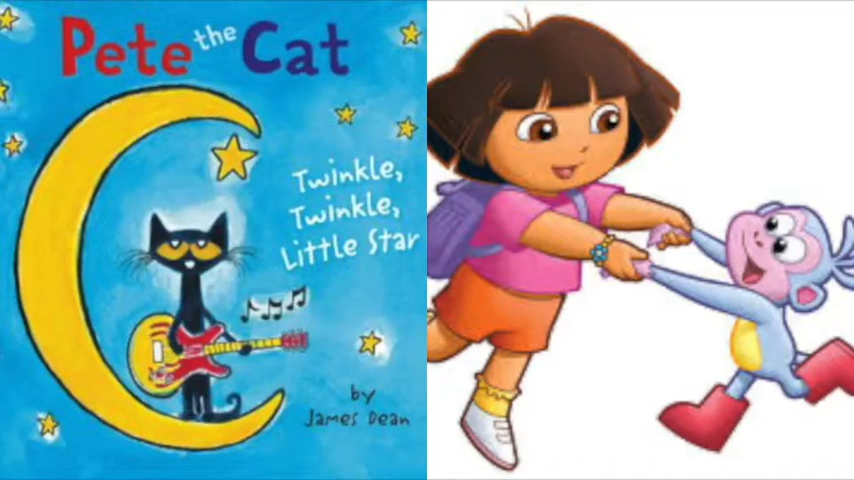 Pete the Cat
Twinkle,
Twinkle,
Little Star
by
James Dean